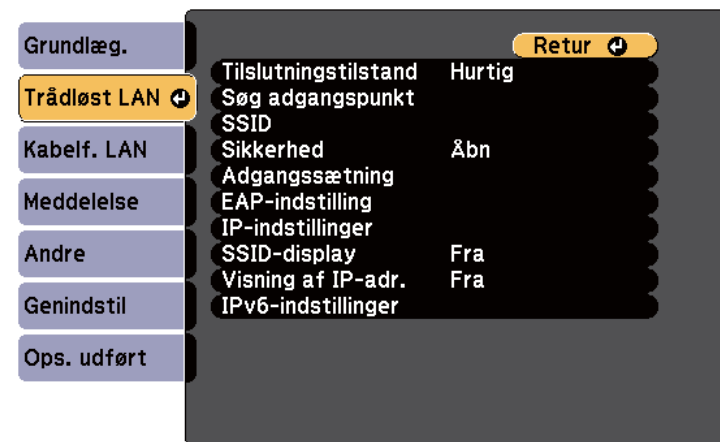 Grundlæg.
Trådløst LAN
Kabelf. LAN
Meddelelse
Andre
Genindstil
Ops. udført
Retur
Tilslutningstilstand Hurtig
Søg adgangspunkt
SSID
Sikkerhed Åbn
Adgangssætning
EAP-indstilling
IP-indstillinger
SSID-display Fra
Visning af IP-adr. Fra
IPv6-indstillinger